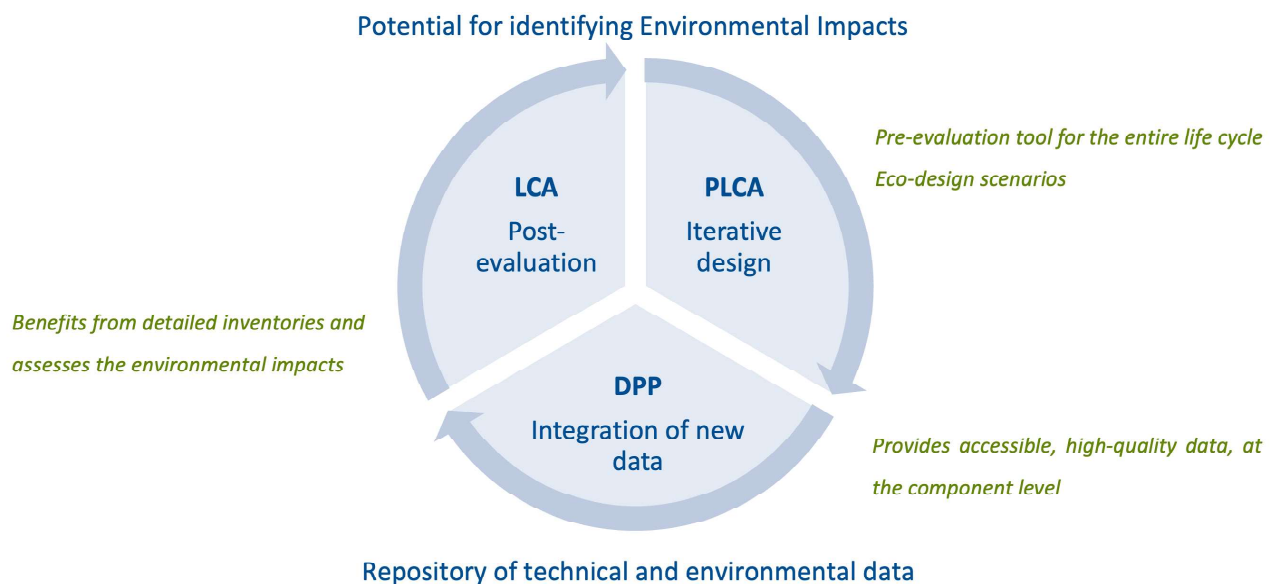 Potential for identifying Environmental Impacts
Pre-evaluation tool for the entire life cycle
Eco-design scenarios
LCA
Post-
evaluation
PLCA
Iterative
design
Benefits from detailed inventories and
assesses the environmental impacts
DPP
Integration of new
data
Provides accessible, high-quality data, at
the component level
Repository of technical and environmental data